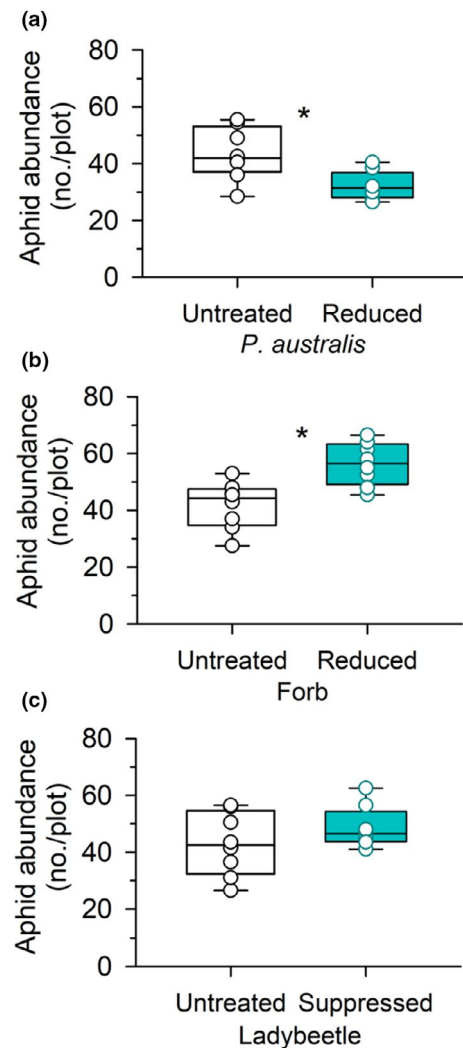 (a)
Aphid abundance
(no./plot)
80
60
40
20
0
*
Untreated Reduced
P. australis
(b)
Aphid abundance
(no./plot)
80
60
40
20
0
*
Untreated Reduced
Forb
(c)
Aphid abundance
(no./plot)
80
60
40
20
0
Untreated Suppressed
Ladybeetle